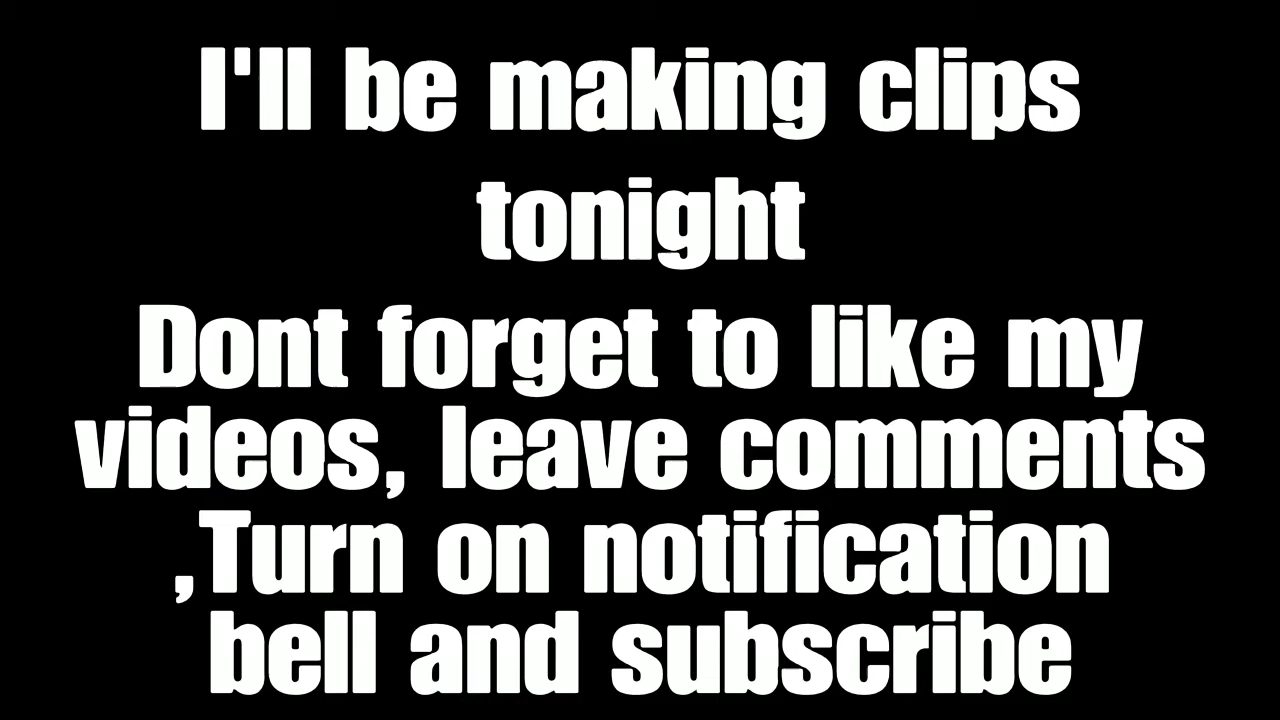 I'll be making clips
tonight
Dont forget to like my
videos, leave comments
,Turn on notification
bell and subscribe